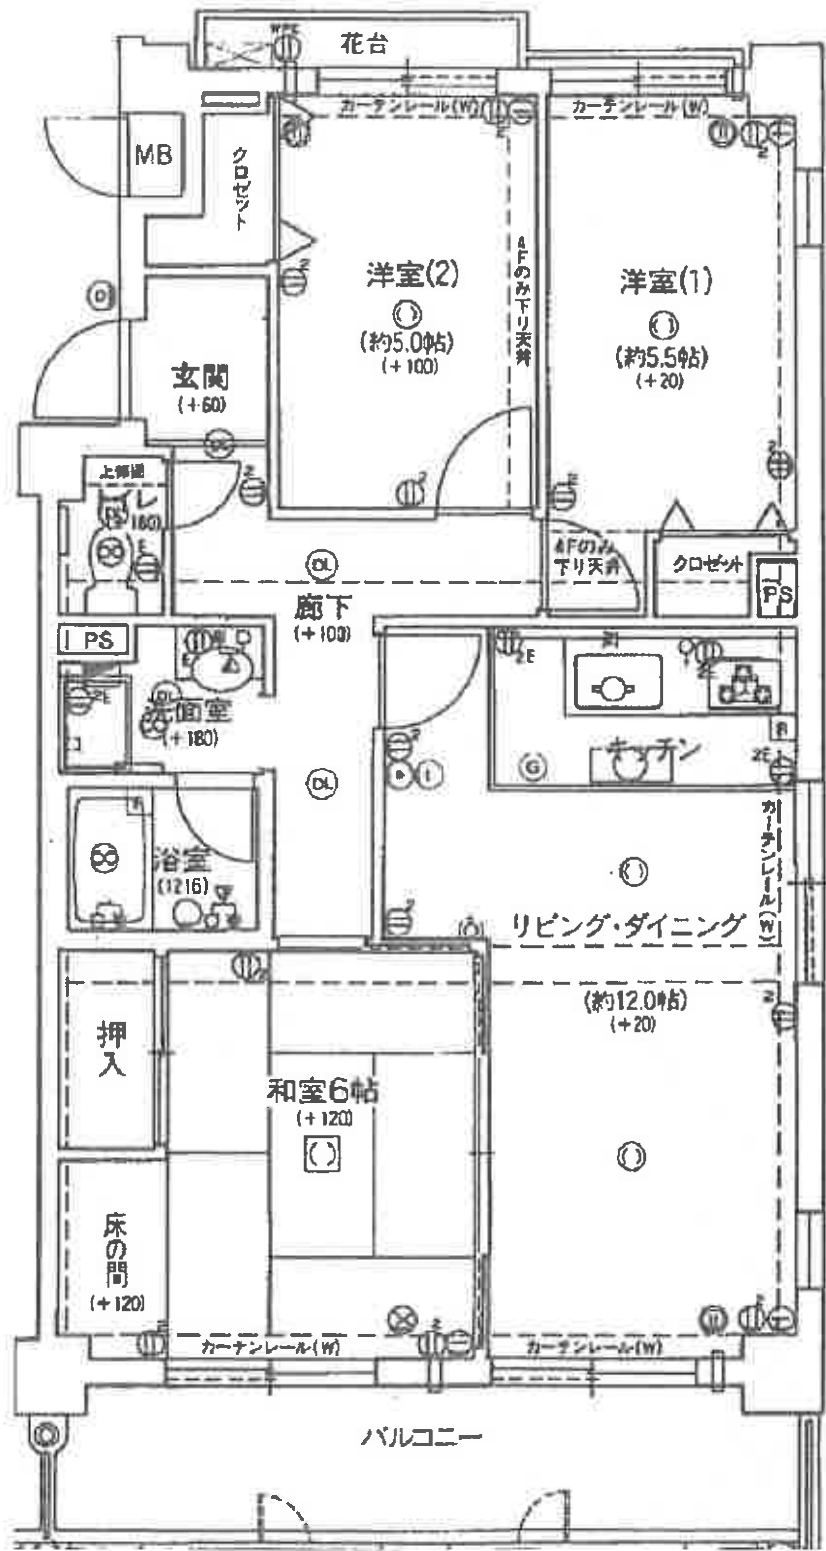 花台
カーテンレール(W)
カーテンレール(W)
MB
クロゼット
洋室(2)
(約5.0帖)
(+100)
4Fのみ下り天井
洋室(1)
(約5.5帖)
(+20)
玄関
(+60)
上部棚
トイレ
(+180)
DL
廊下
(+100)
4Fのみ
下り天井
クロゼット
PS
PS
DL
洗面室
(+180)
2E
2E
キッチン
2E
G
DL
浴室
(1216)
カーテンレール(W)
リビング・ダイニング
(約12.0帖)
(+20)
押入
和室6帖
(+120)
床の間
(+120)
カーテンレール(W)
カーテンレール(W)
バルコニー